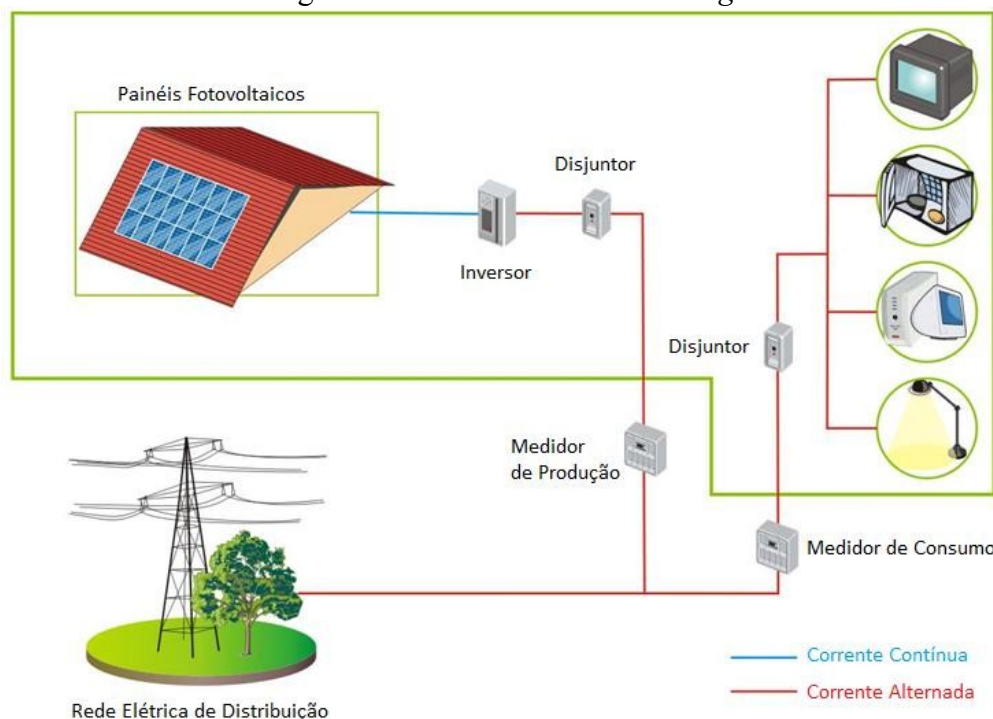 Painéis Fotovoltaicos
Disjuntor
Inversor
Disjuntor
Medidor
de Produção
Medidor de Consumo
Corrente Contínua
Corrente Alternada
Rede Elétrica de Distribuição